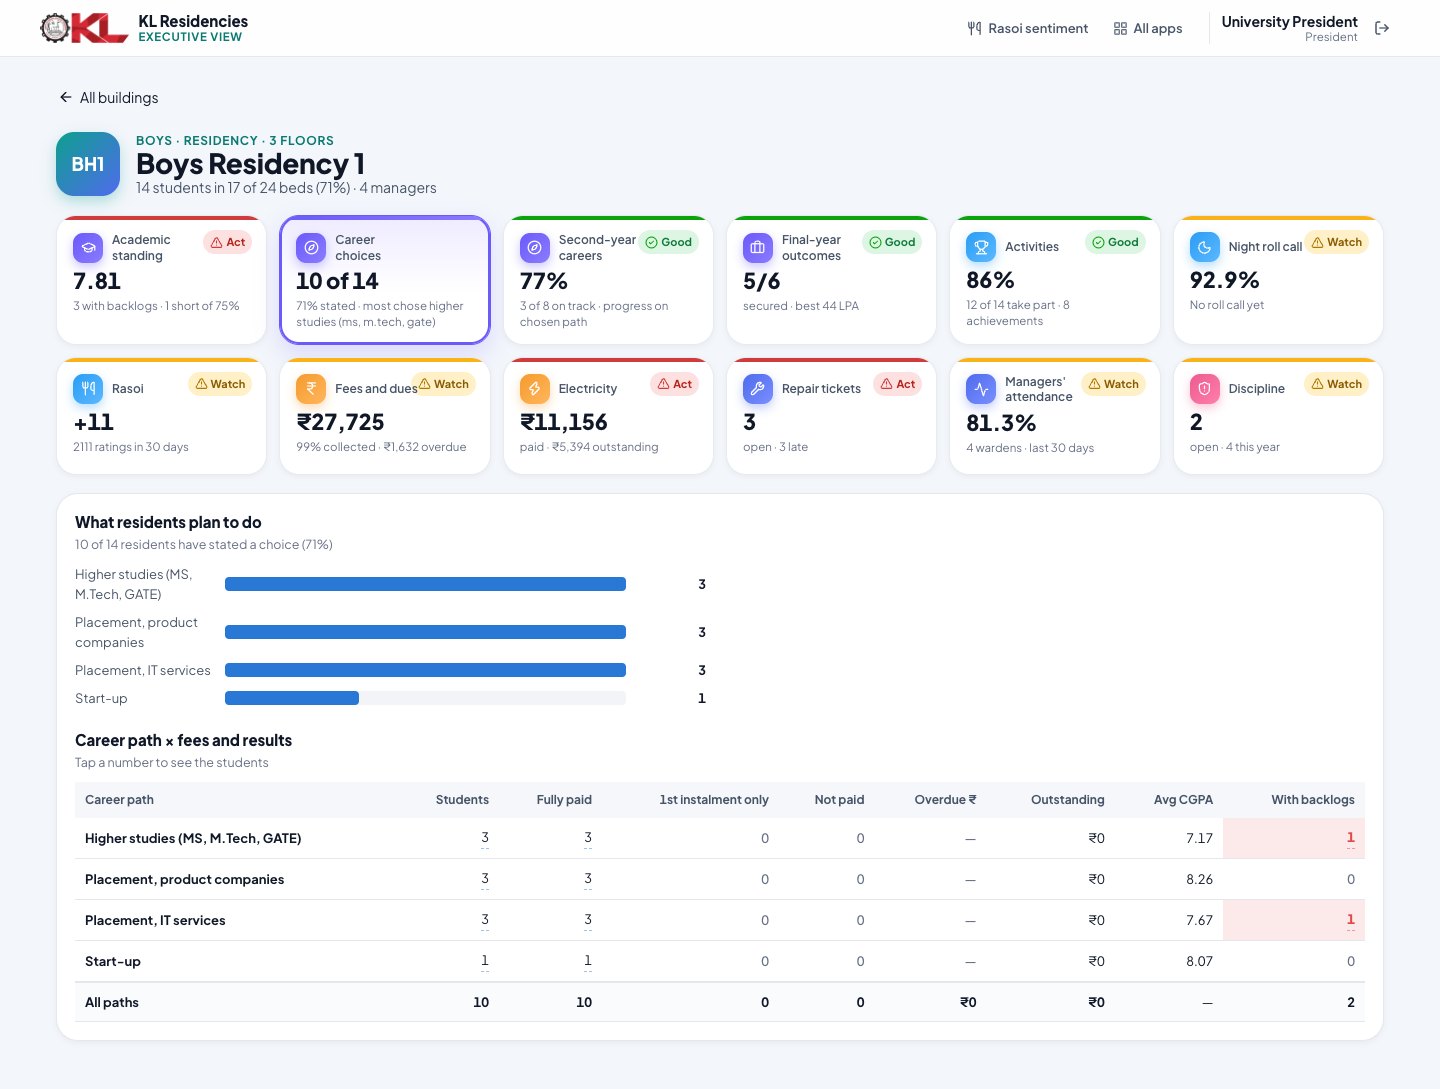 KL
KL Residencies
EXECUTIVE VIEW
Rasoi sentiment
All apps
University President
President
All buildings
BH1
BOYS · RESIDENCY · 3 FLOORS
Boys Residency 1
14 students in 17 of 24 beds (71%) · 4 managers
Academic standing
Act
7.81
3 with backlogs · 1 short of 75%
Career choices
10 of 14
71% stated · most chose higher
studies (ms, m.tech, gate)
Second-year careers
Good
77%
3 of 8 on track · progress on
chosen path
Final-year outcomes
Good
5/6
secured · best 44 LPA
Activities
Good
86%
12 of 14 take part · 8
achievements
Night roll call
Watch
92.9%
No roll call yet
Rasoi
Watch
+11
2111 ratings in 30 days
Fees and dues
Watch
₹27,725
99% collected · ₹1,632 overdue
Electricity
Act
₹11,156
paid · ₹5,394 outstanding
Repair tickets
Act
3
open · 3 late
Managers' attendance
Watch
81.3%
4 wardens · last 30 days
Discipline
Watch
2
open · 4 this year
What residents plan to do
10 of 14 residents have stated a choice (71%)
Higher studies (MS,
M.Tech, GATE)
3
Placement, product
companies
3
Placement, IT services
3
Start-up
1
Career path × fees and results
Tap a number to see the students
Career path Students Fully paid 1st instalment only Not paid Overdue ₹ Outstanding Avg CGPA With backlogs
Higher studies (MS, M.Tech, GATE) 3 3 0 0 — ₹0 7.17 1
Placement, product companies 3 3 0 0 — ₹0 8.26 0
Placement, IT services 3 3 0 0 — ₹0 7.67 1
Start-up 1 1 0 0 — ₹0 8.07 0
All paths 10 10 0 0 ₹0 ₹0 — 2